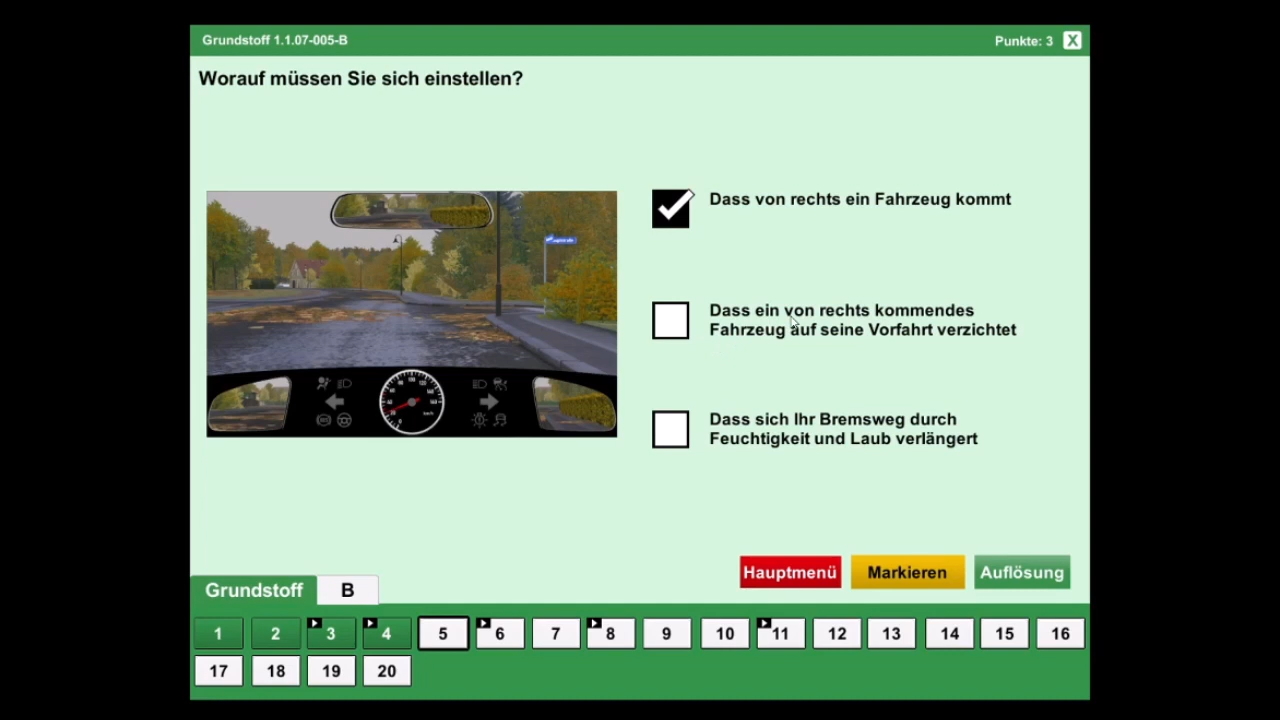 Grundstoff 1.1.07-005-B
Punkte: 3 X
Worauf müssen Sie sich einstellen?
Dass von rechts ein Fahrzeug kommt
Dass ein von rechts kommendes
Fahrzeug auf seine Vorfahrt verzichtet
Dass sich Ihr Bremsweg durch
Feuchtigkeit und Laub verlängert
Hauptmenü Markieren Auflösung
Grundstoff B
1 2 3 4 5 6 7 8 9 10 11 12 13 14 15 16
17 18 19 20